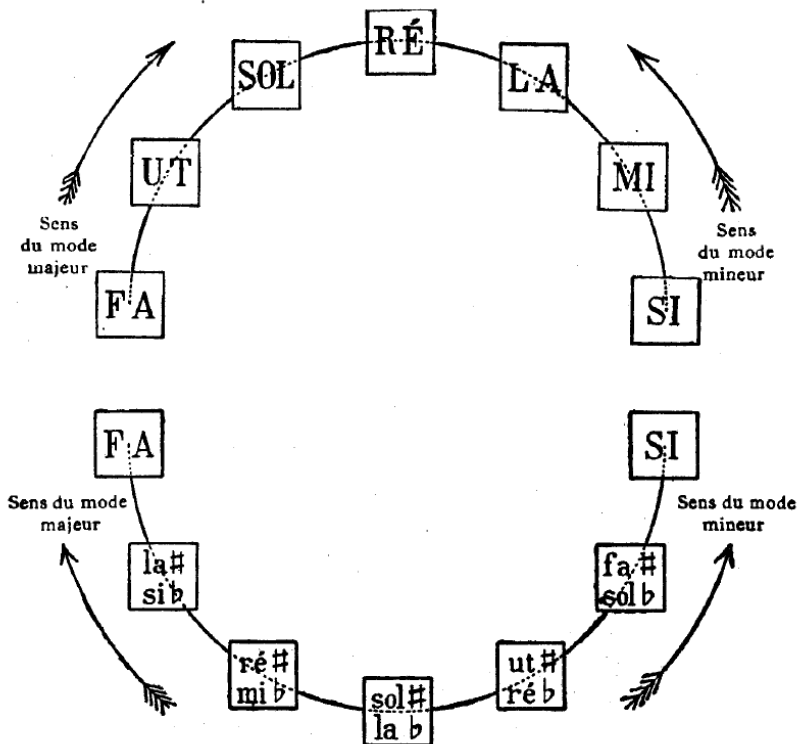 RÉ
SOL
LA
UT
MI
Sens
du mode
majeur
Sens
du mode
mineur
FA
SI
FA
SI
Sens du mode
majeur
Sens du mode
mineur
la♯
si♭
fa♯
sól♭
ré♯
mi♭
ut♯
ré♭
sol♯
la♭